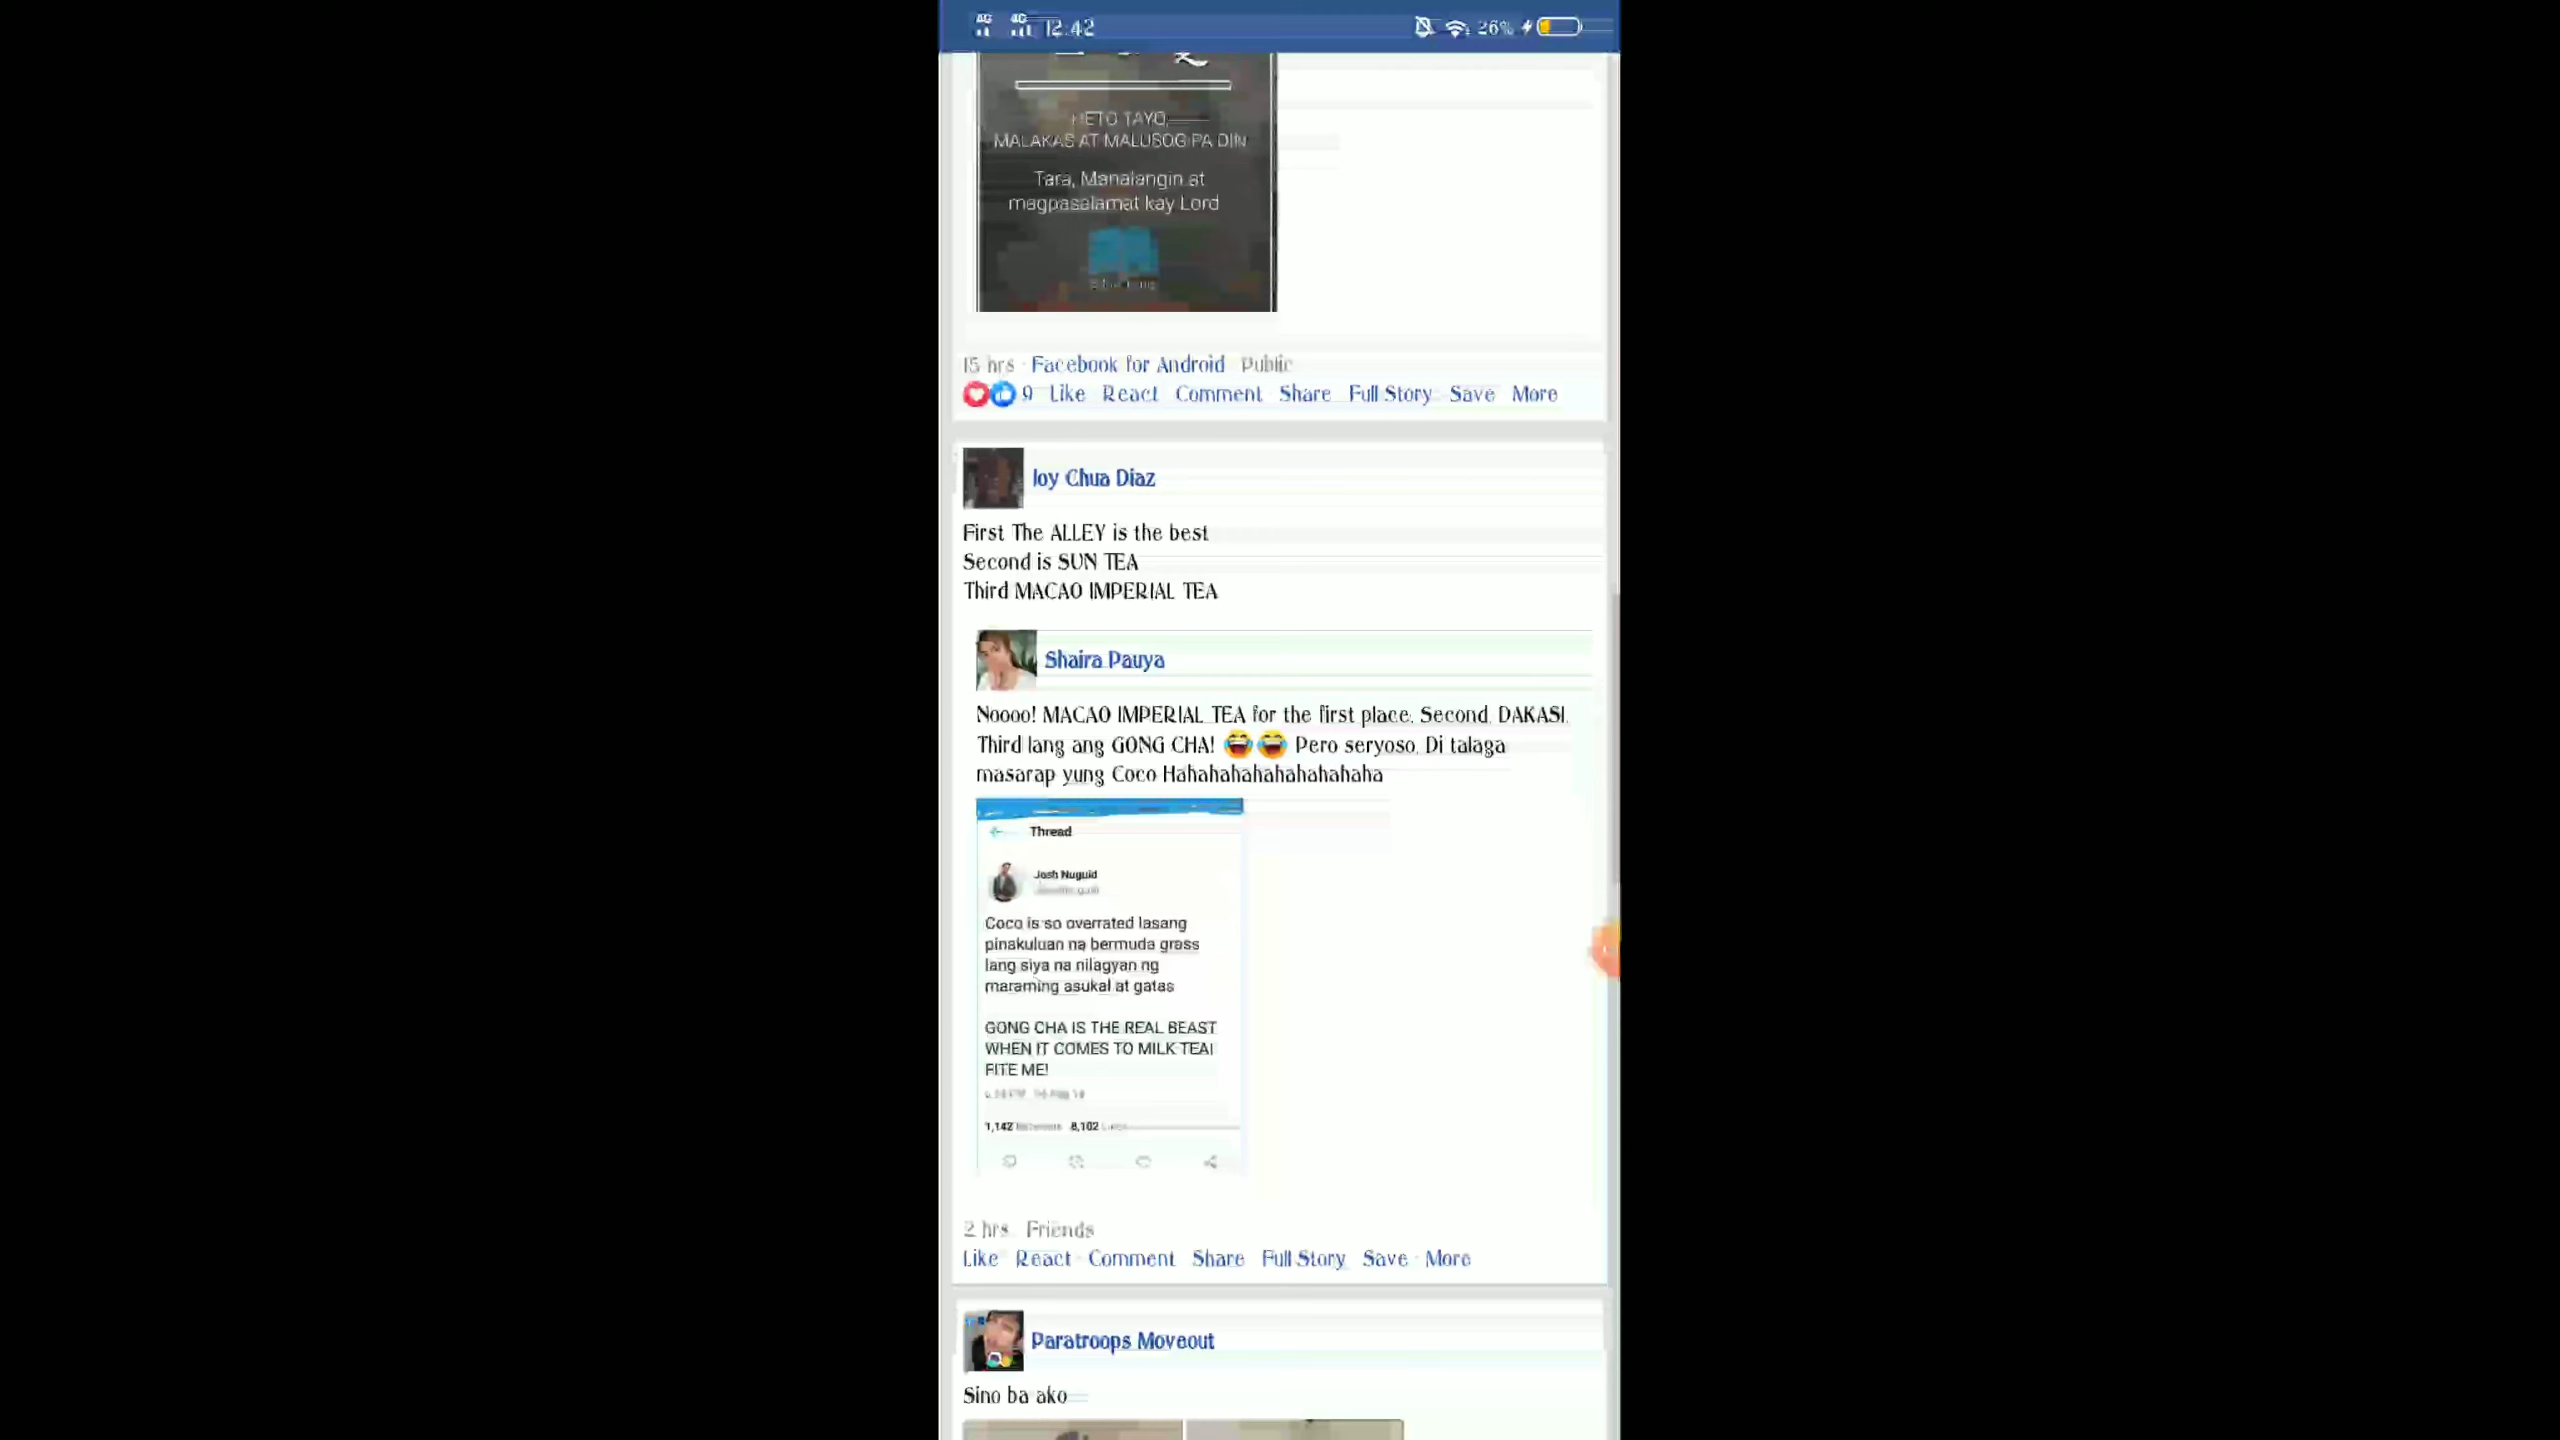 4G 4G 12:42 26%
HETO TAYO,
MALAKAS AT MALUSOG PA DIN
Tara, Manalangin at
magpasalamat kay Lord
15 hrs · Facebook for Android Public
9 Like React Comment Share Full Story Save More
Joy Chua Diaz
First The ALLEY is the best
Second is SUN TEA
Third MACAO IMPERIAL TEA
Shaira Pauya
Noooo! MACAO IMPERIAL TEA for the first place. Second, DAKASI.
Third lang ang GONG CHA! 😂😂 Pero seryoso. Di talaga
masarap yung Coco Hahahahahahahahahaha
Thread
Josh Nuguid
Coco is so overrated lasang
pinakuluan na bermuda grass
lang siya na nilagyan ng
maraming asukal at gatas
GONG CHA IS THE REAL BEAST
WHEN IT COMES TO MILK TEA!
FITE ME!
1,142 8,102
2 hrs Friends
Like React · Comment Share Full Story Save · More
Paratroops Moveout
Sino ba ako